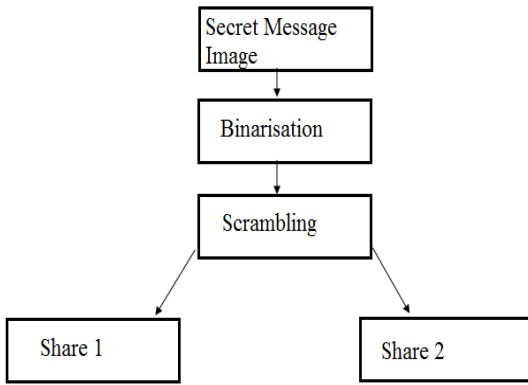 Secret Message
Image
Binarisation
Scrambling
Share 1
Share 2